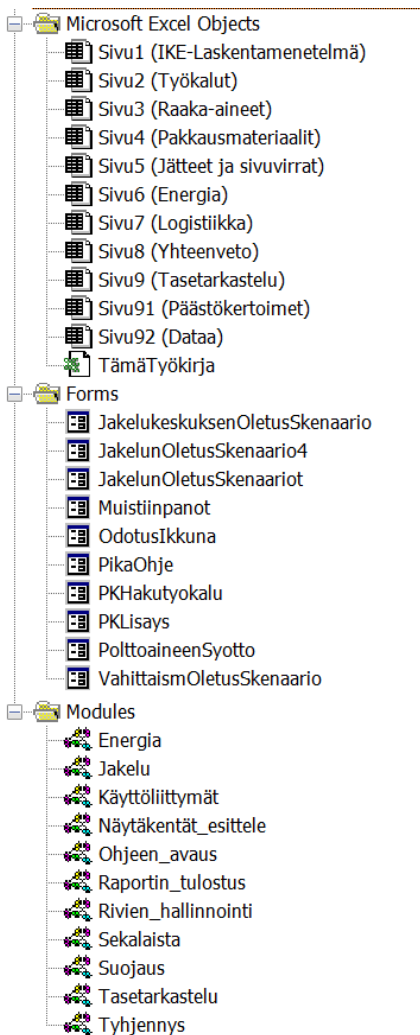 Microsoft Excel Objects
Sivu1 (IKE-Laskentamenetelmä)
Sivu2 (Työkalut)
Sivu3 (Raaka-aineet)
Sivu4 (Pakkausmateriaalit)
Sivu5 (Jätteet ja sivuvirrat)
Sivu6 (Energia)
Sivu7 (Logistiikka)
Sivu8 (Yhteenveto)
Sivu9 (Tasetarkastelu)
Sivu91 (Päästökertoimet)
Sivu92 (Dataa)
TämäTyökirja
Forms
JakelukeskuksenOletusSkenaario
JakelunOletusSkenaario4
JakelunOletusSkenaariot
Muistiinpanot
OdotusIkkuna
PikaOhje
PKHakutyokalu
PKLisays
PolttoaineenSyotto
VahittaismOletusSkenaario
Modules
Energia
Jakelu
Käyttöliittymät
Näytäkentät_esittele
Ohjeen_avaus
Raportin_tulostus
Rivien_hallinnointi
Sekalaista
Suojaus
Tasetarkastelu
Tyhjennys